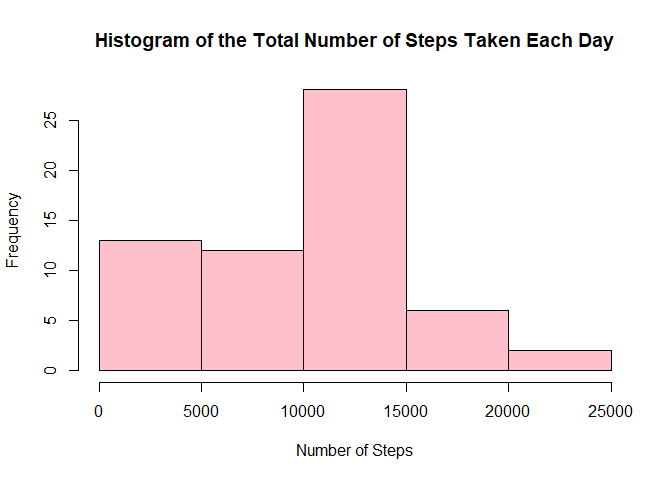 Histogram of the Total Number of Steps Taken Each Day
25
20
15
10
5
0
Frequency
0 5000 10000 15000 20000 25000
Number of Steps